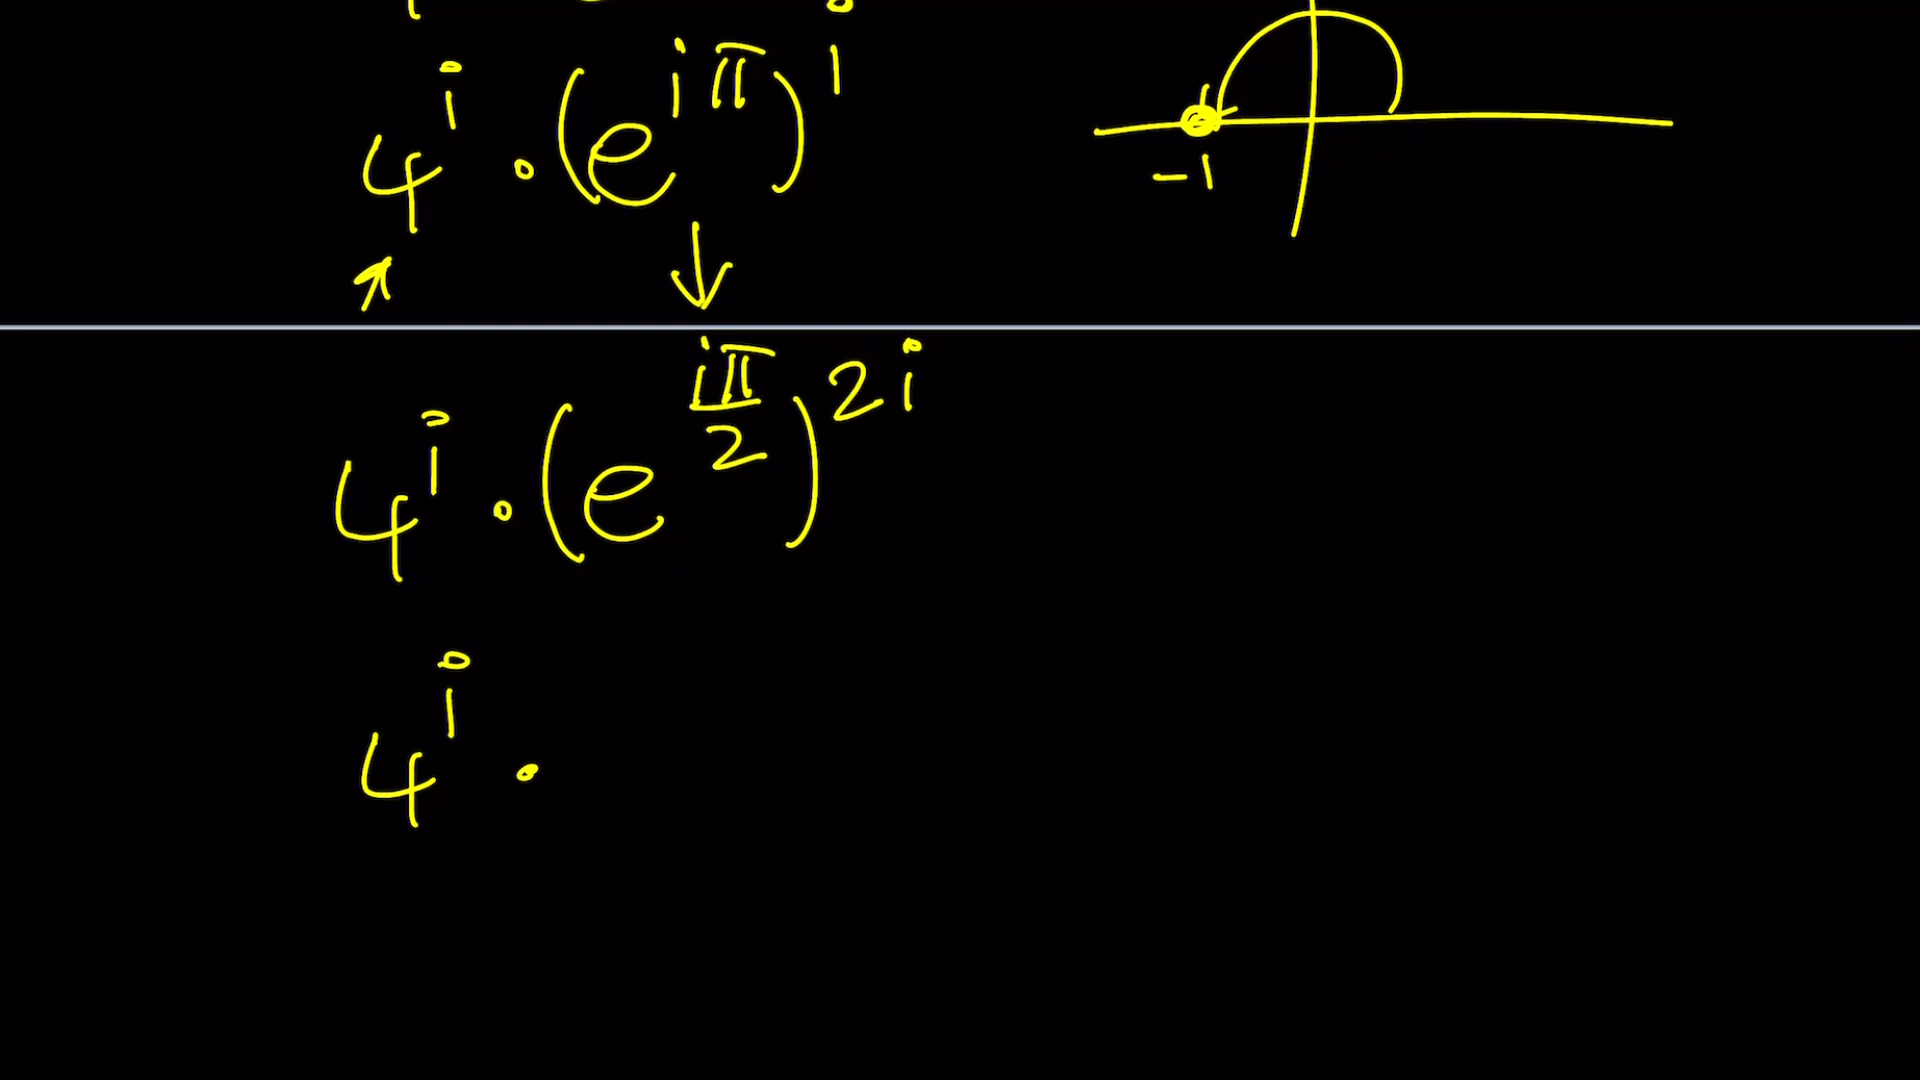 4^i · (e^{iπ})^i
-1
4^i · (e^{iπ/2})^{2i}
4^i ·